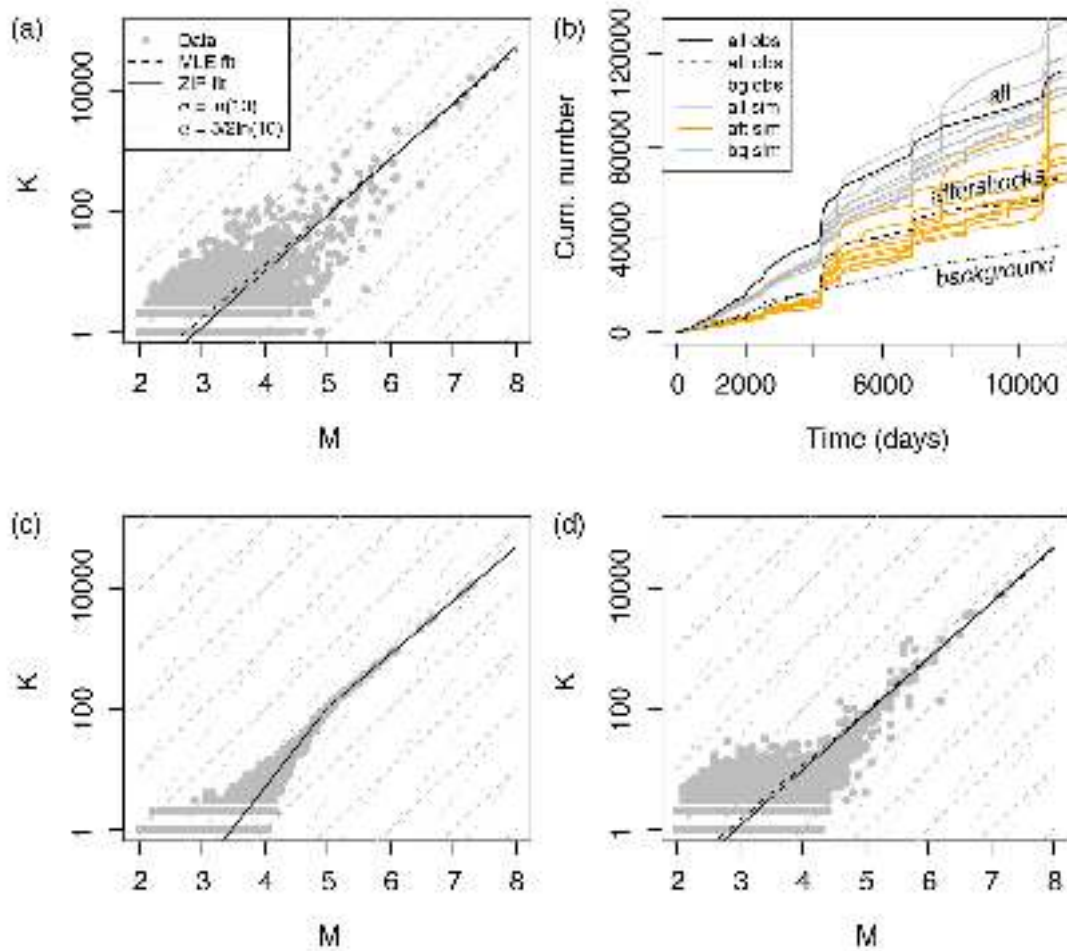 (a)
Data
MLE fit
ZIP fit
K
1
100
10000
2 3 4 5 6 7 8
M
(b)
all obs
aft obs
bg obs
all sim
aft sim
bg sim
all
aftershocks
background
Cum. number
0
40000
80000
120000
0 2000 6000 10000
Time (days)
(c)
K
1
100
10000
2 3 4 5 6 7 8
M
(d)
K
1
100
10000
2 3 4 5 6 7 8
M